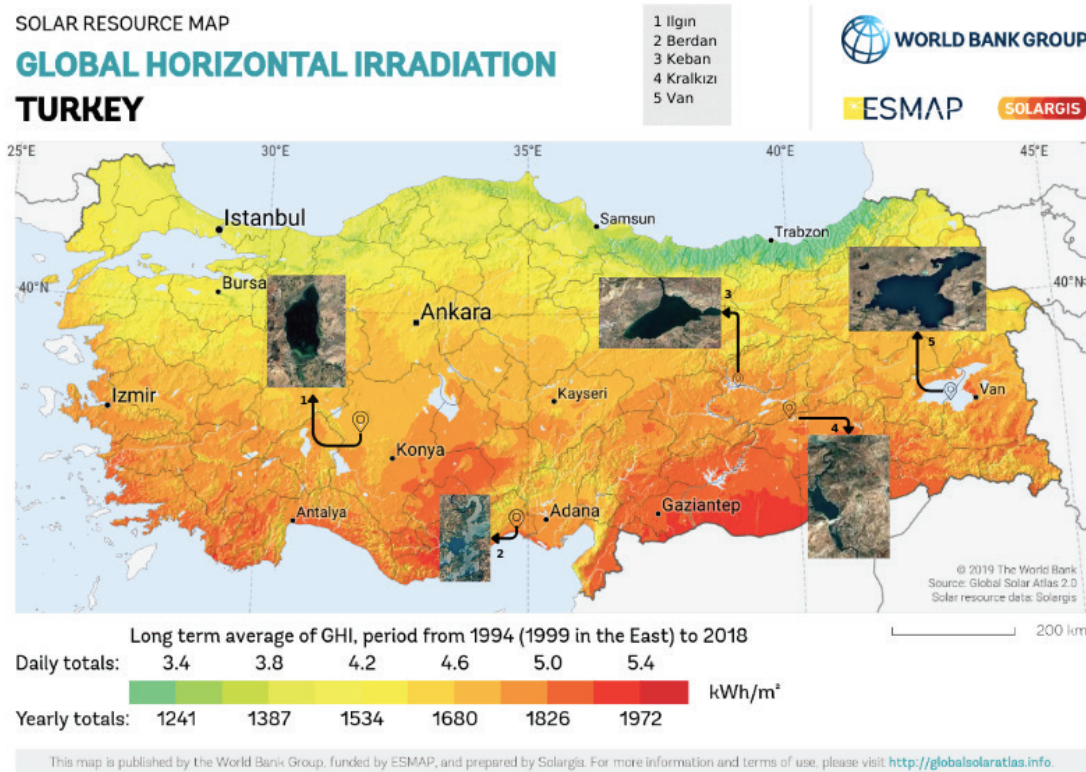 SOLAR RESOURCE MAP
GLOBAL HORIZONTAL IRRADIATION
TURKEY
1 Ilgın
2 Berdan
3 Keban
4 Kralkızı
5 Van
WORLD BANK GROUP
ESMAP
SOLARGIS
25°E 30°E 35°E 40°E 45°E
Istanbul
Samsun
Trabzon
40°N
Bursa
40°N
Ankara
3
5
Izmir
1
Kayseri
Van
4
Konya
Antalya
Adana
Gaziantep
2
© 2019 The World Bank
Source: Global Solar Atlas 2.0
Solar resource data: Solargis
200 km
Long term average of GHI, period from 1994 (1999 in the East) to 2018
Daily totals: 3.4 3.8 4.2 4.6 5.0 5.4
kWh/m²
Yearly totals: 1241 1387 1534 1680 1826 1972
This map is published by the World Bank Group, funded by ESMAP, and prepared by Solargis. For more information and terms of use, please visit http://globalsolaratlas.info.